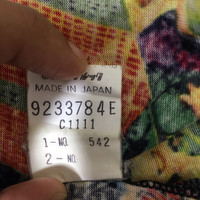 MADE IN JAPAN
9233784E
C1111
1-NO. 542
2-NO.